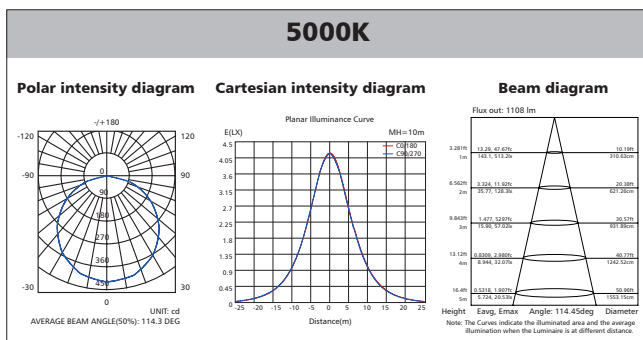 5000K
Polar intensity diagram
-/+180
-120
120
-90
90
-30
30
0
0
90
180
270
360
450
UNIT: cd
AVERAGE BEAM ANGLE(50%): 114.3 DEG
Cartesian intensity diagram
Planar Illuminance Curve
E(LX)
MH=10m
C0/180
C90/270
4.5
4.05
3.6
3.15
2.7
2.25
1.8
1.35
0.9
0.45
0
-25 -20 -15 -10 -5 0 5 10 15 20 25
Distance(m)
Beam diagram
Flux out: 1108 lm
3.281ft 13.29, 47.67fc 10.19ft
1m 143.1, 513.2lx 310.63cm
6.562ft 3.324, 11.92fc 20.38ft
2m 35.77, 128.3lx 621.26cm
9.843ft 1.477, 5297fc 30.57ft
3m 15.90, 57.02lx 931.89cm
13.12ft 0.8309, 2.980fc 40.77ft
4m 8.944, 32.07lx 1242.52cm
16.4ft 0.5318, 1.907fc 50.96ft
5m 5.724, 20.53lx 1553.15cm
Height Eavg, Emax Angle: 114.45deg Diameter
Note: The Curves indicate the illuminated area and the average
illumination when the Luminaire is at different distance.